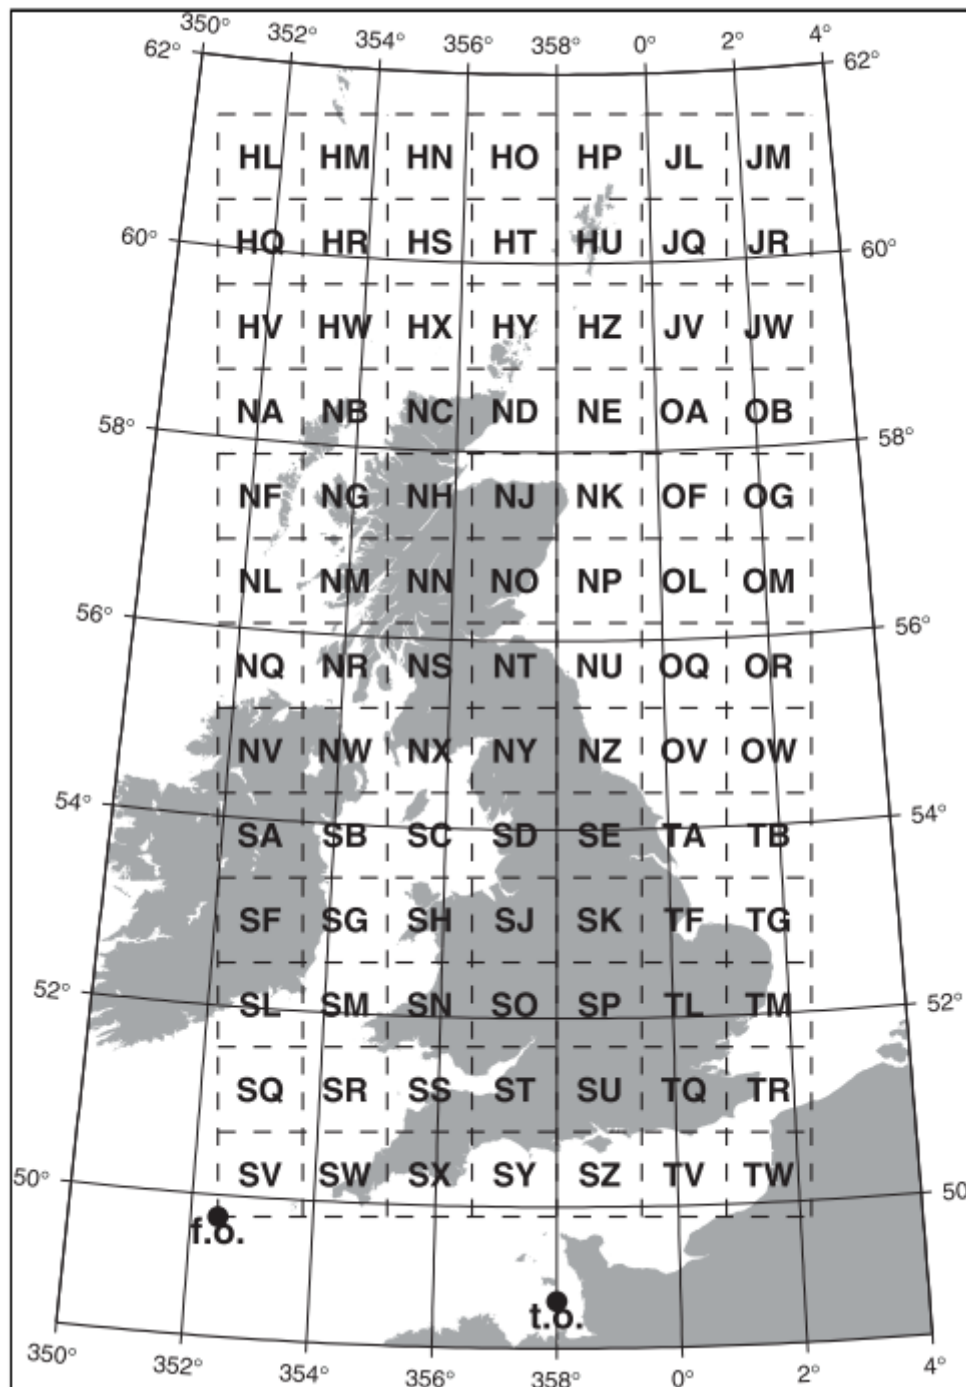 350° 352° 354° 356° 358° 0° 2° 4°
62° 62°
HL HM HN HO HP JL JM
60° HQ HR HS HT HU JQ JR 60°
HV HW HX HY HZ JV JW
58° NA NB NC ND NE OA OB 58°
NF NG NH NJ NK OF OG
NL NM NN NO NP OL OM
56° 56°
NQ NR NS NT NU OQ OR
NV NW NX NY NZ OV OW
54° 54°
SA SB SC SD SE TA TB
SF SG SH SJ SK TF TG
52° SL SM SN SO SP TL TM 52°
SQ SR SS ST SU TQ TR
50° SV SW SX SY SZ TV TW 50
f.o.
t.o.
350° 352° 354° 356° 358° 0° 2° 4°